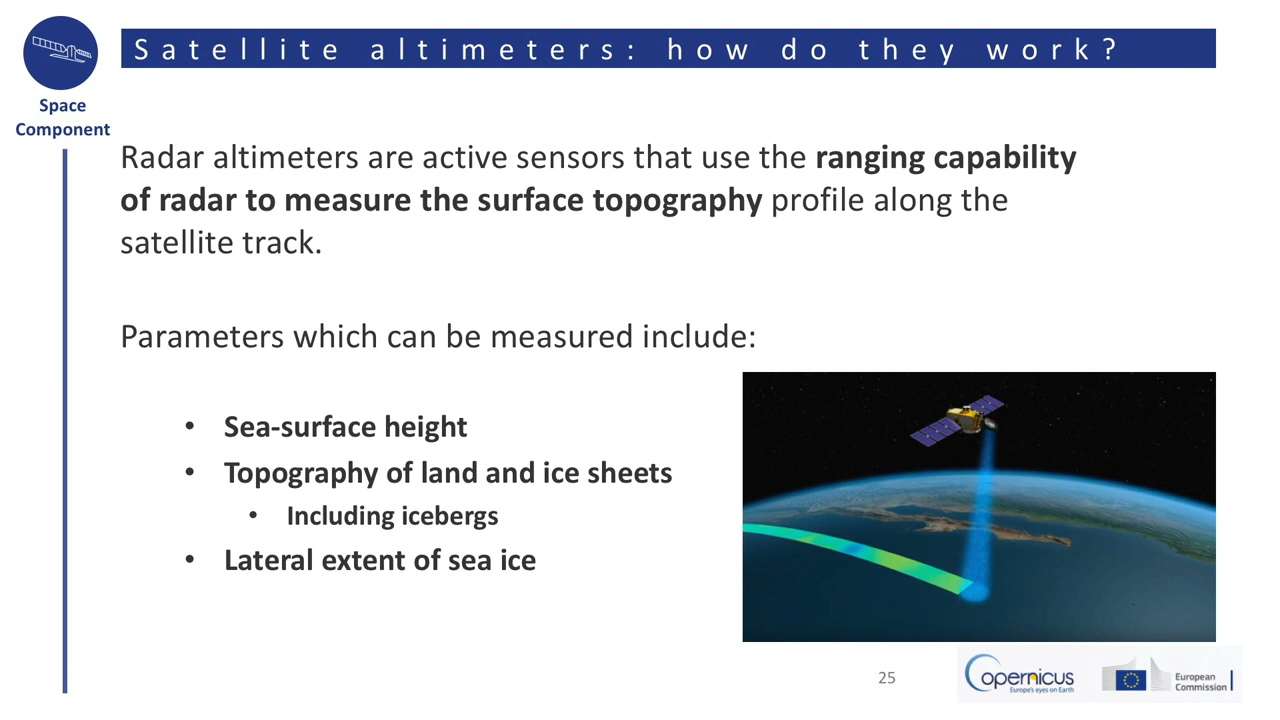 Satellite altimeters: how do they work?
Space
Component
Radar altimeters are active sensors that use the ranging capability
of radar to measure the surface topography profile along the
satellite track.
Parameters which can be measured include:
• Sea-surface height
• Topography of land and ice sheets
• Including icebergs
• Lateral extent of sea ice
25
Copernicus
Europe's eyes on Earth
European
Commission